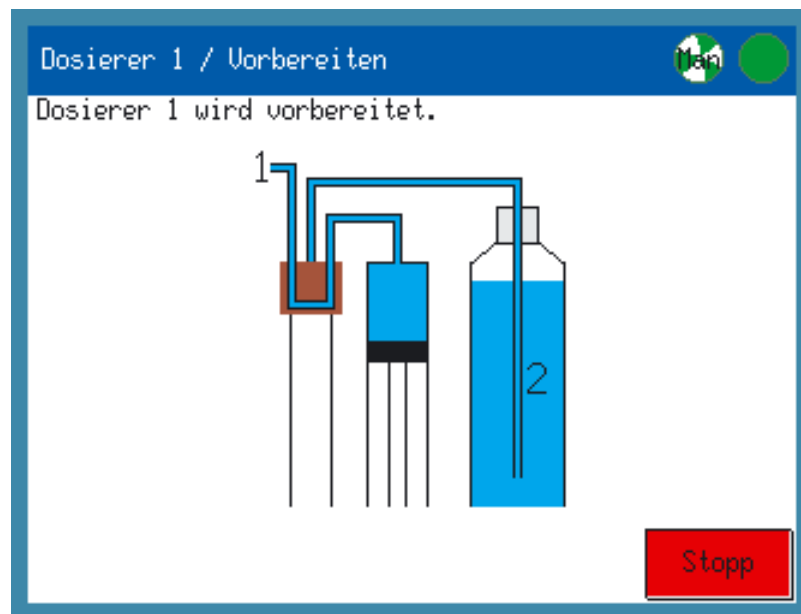 Dosierer 1 / Vorbereiten
Man
Dosierer 1 wird vorbereitet.
1
2
Stopp